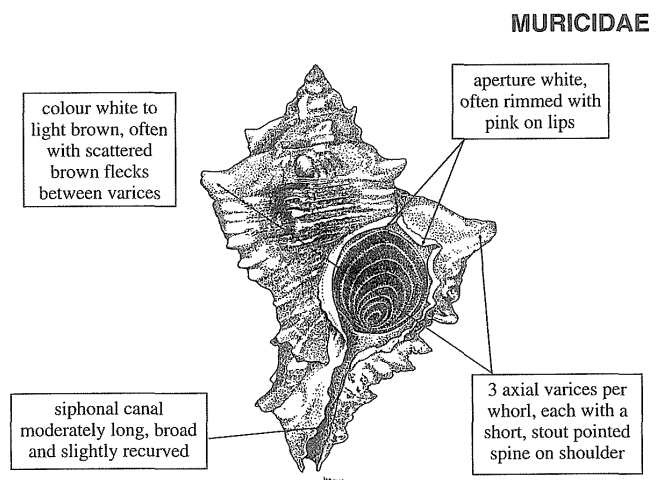 MURICIDAE
colour white to
light brown, often
with scattered
brown flecks
between varices
aperture white,
often rimmed with
pink on lips
siphonal canal
moderately long, broad
and slightly recurved
3 axial varices per
whorl, each with a
short, stout pointed
spine on shoulder